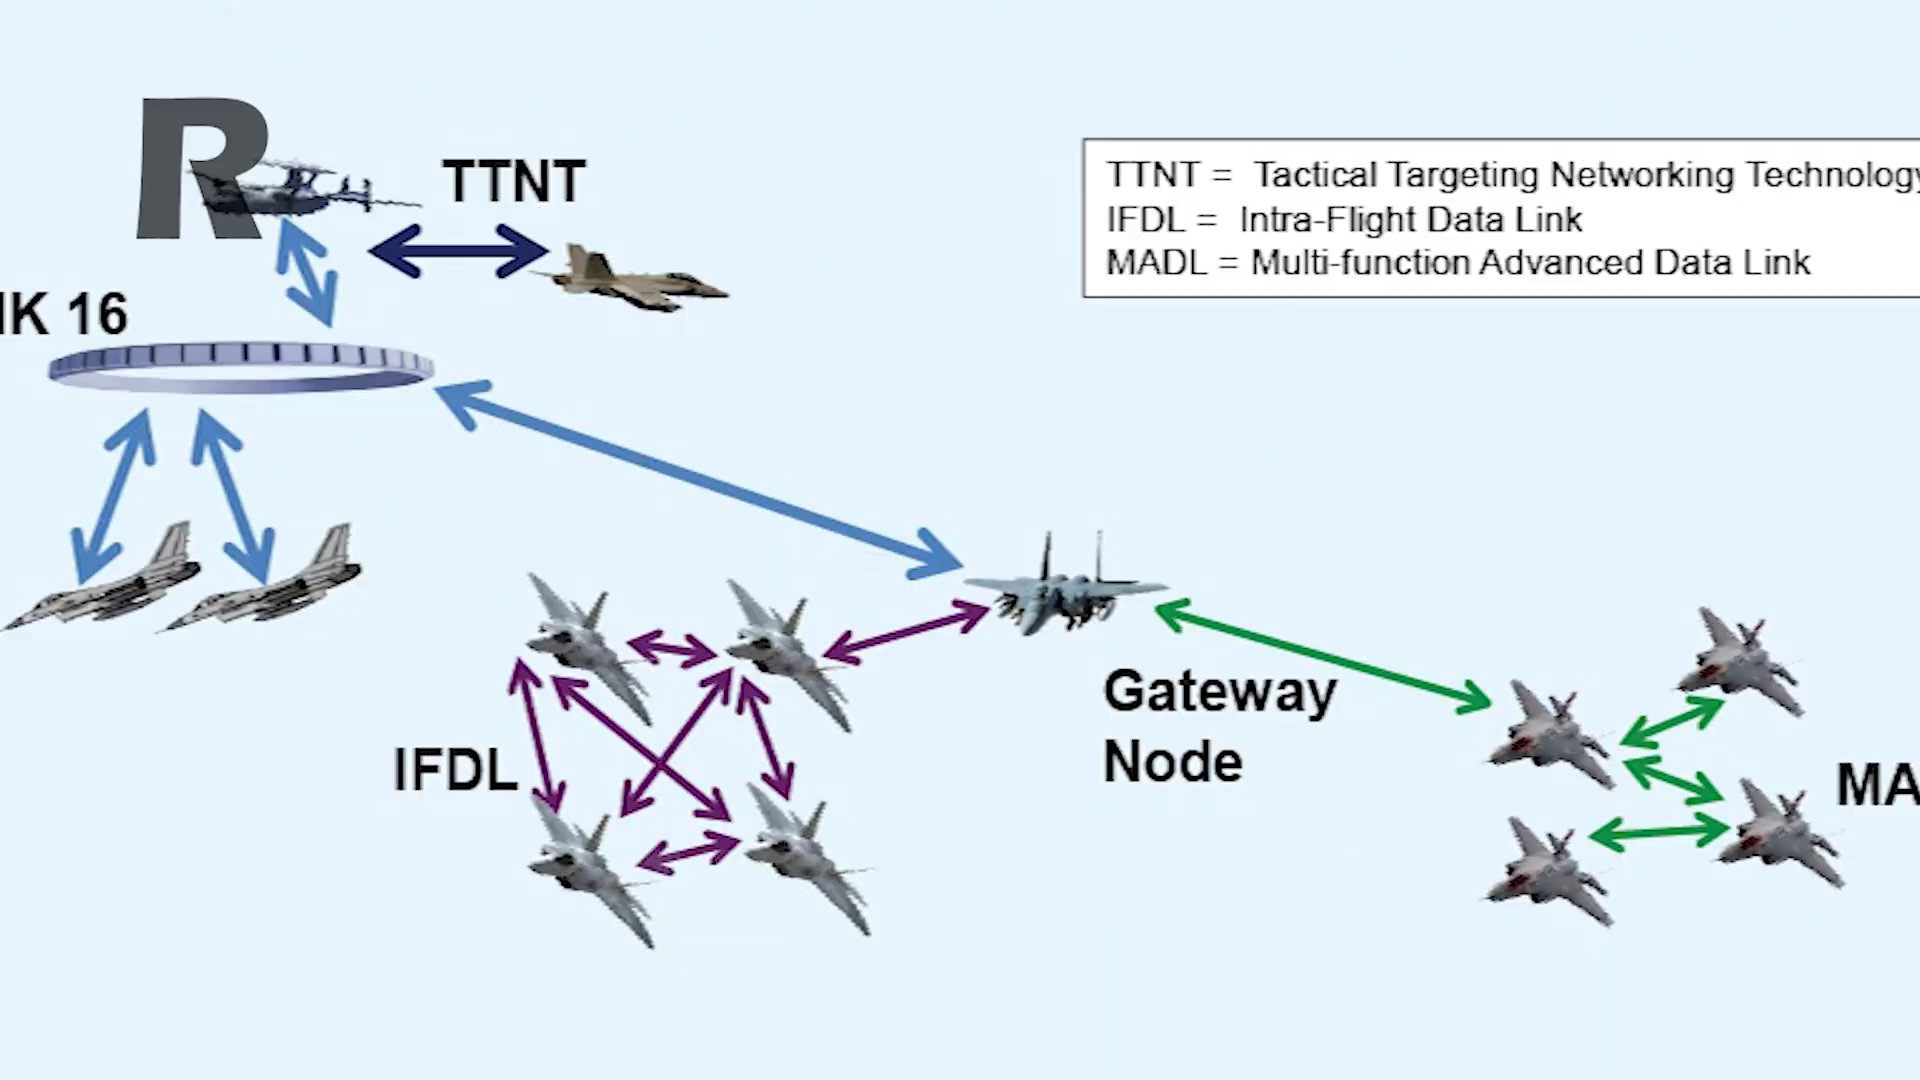 R
TTNT
TTNT = Tactical Targeting Networking Technology
IFDL = Intra-Flight Data Link
MADL = Multi-function Advanced Data Link
K 16
Gateway
Node
IFDL
MA